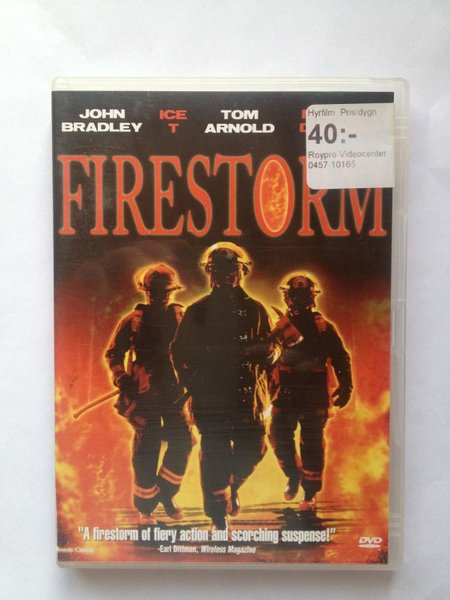 JOHN ICE TOM
BRADLEY T ARNOLD
Hyrfilm Pris/dygn
40:-
Roypro Videocenter
0457-10165
FIRESTORM
"A firestorm of fiery action and scorching suspense!"
-Earl Dittman, Wireless Magazine
DVD